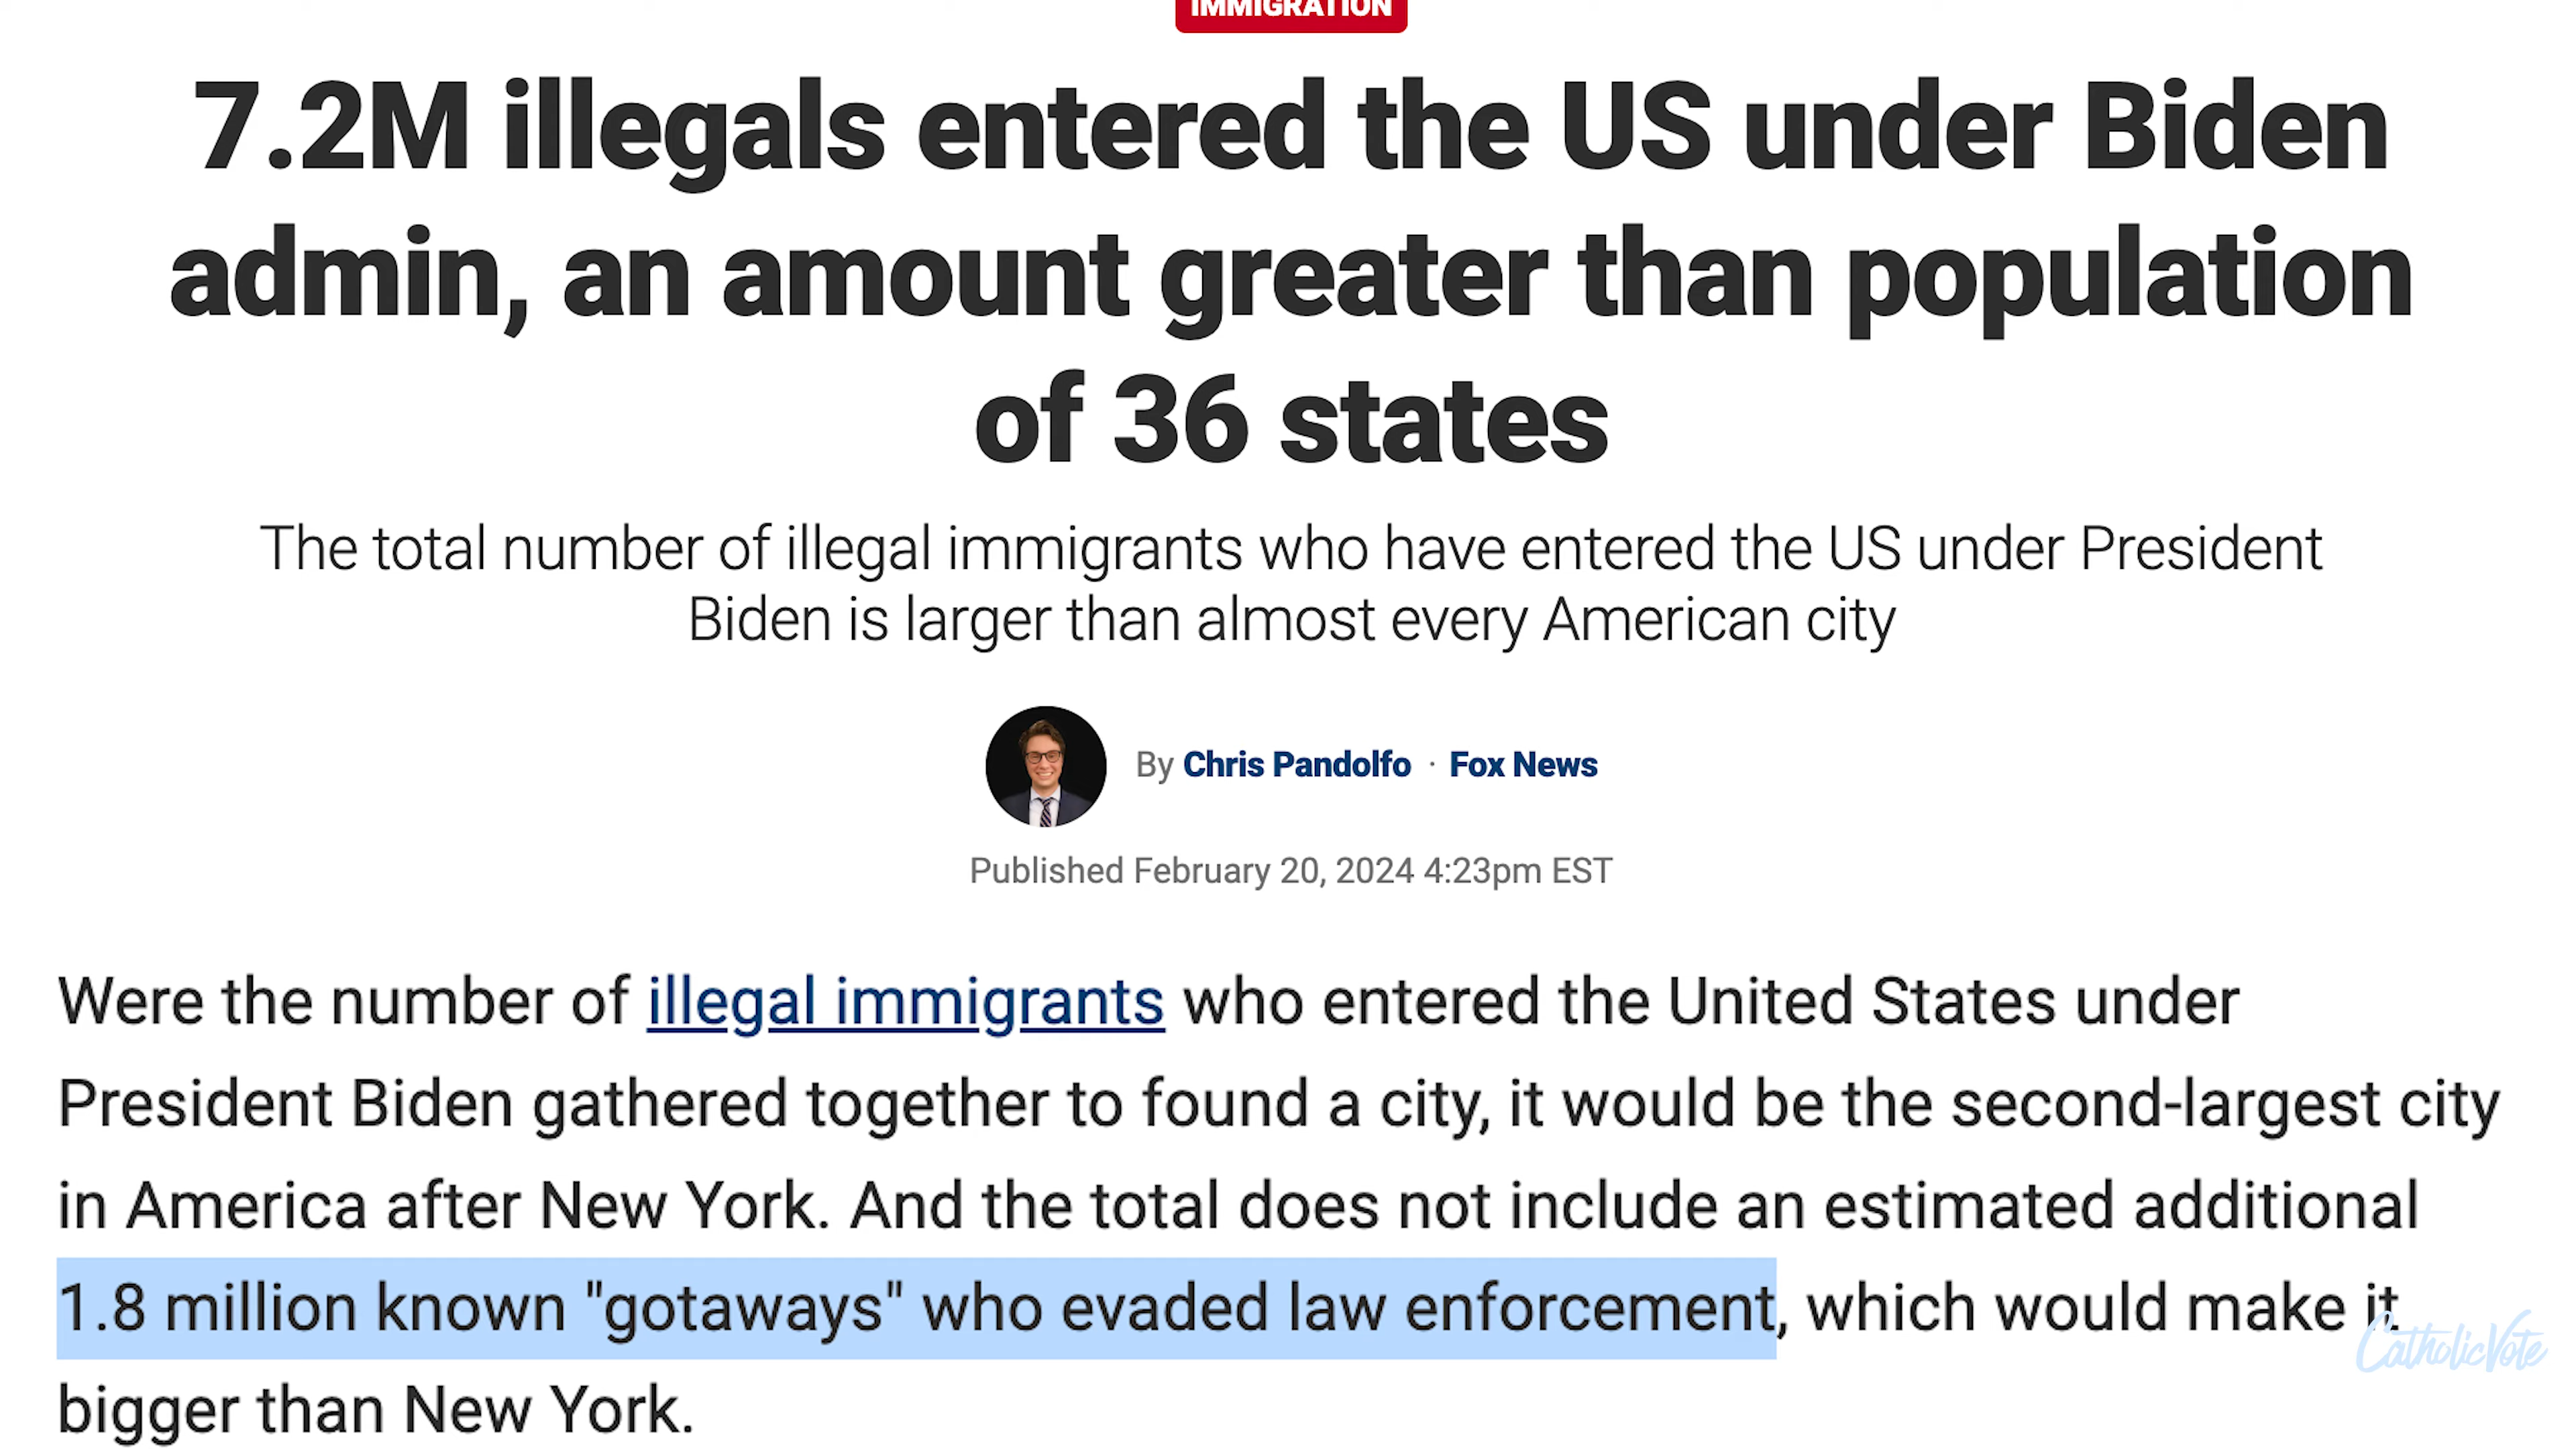 IMMIGRATION
7.2M illegals entered the US under Biden
admin, an amount greater than population
of 36 states
The total number of illegal immigrants who have entered the US under President
Biden is larger than almost every American city
By Chris Pandolfo · Fox News
Published February 20, 2024 4:23pm EST
Were the number of illegal immigrants who entered the United States under
President Biden gathered together to found a city, it would be the second-largest city
in America after New York. And the total does not include an estimated additional
1.8 million known "gotaways" who evaded law enforcement, which would make it
bigger than New York.
CatholicVote